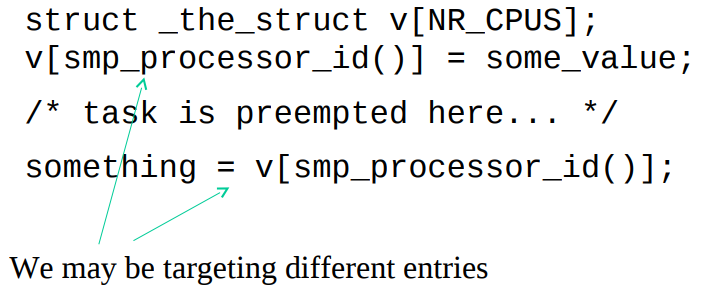 struct _the_struct v[NR_CPUS];
v[smp_processor_id()] = some_value;
/* task is preempted here... */
something = v[smp_processor_id()];
We may be targeting different entries